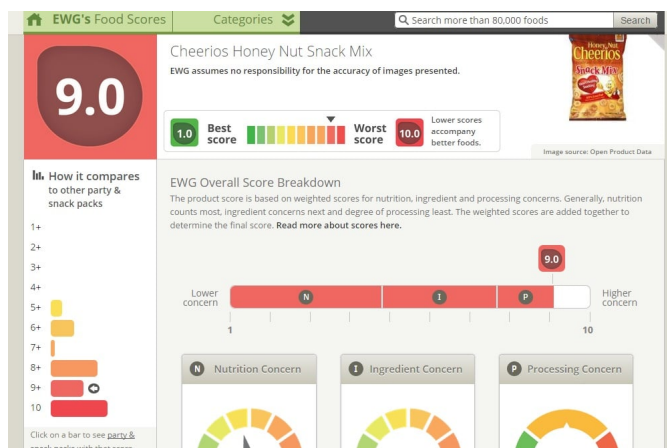 EWG's Food Scores
Categories
Search more than 80,000 foods
Search
9.0
Cheerios Honey Nut Snack Mix
EWG assumes no responsibility for the accuracy of images presented.
1.0
Best
score
Worst
score
10.0
Lower scores
accompany
better foods.
Honey Nut
Cheerios
Snack Mix
Image source: Open Product Data
How it compares
to other party &
snack packs
1+
2+
3+
4+
5+
6+
7+
8+
9+
10
Click on a bar to see party &
snack packs with that score
EWG Overall Score Breakdown
The product score is based on weighted scores for nutrition, ingredient and processing concerns. Generally, nutrition
counts most, ingredient concerns next and degree of processing least. The weighted scores are added together to
determine the final score. Read more about scores here.
9.0
Lower
concern
N
I
P
Higher
concern
1
10
N Nutrition Concern
I Ingredient Concern
P Processing Concern